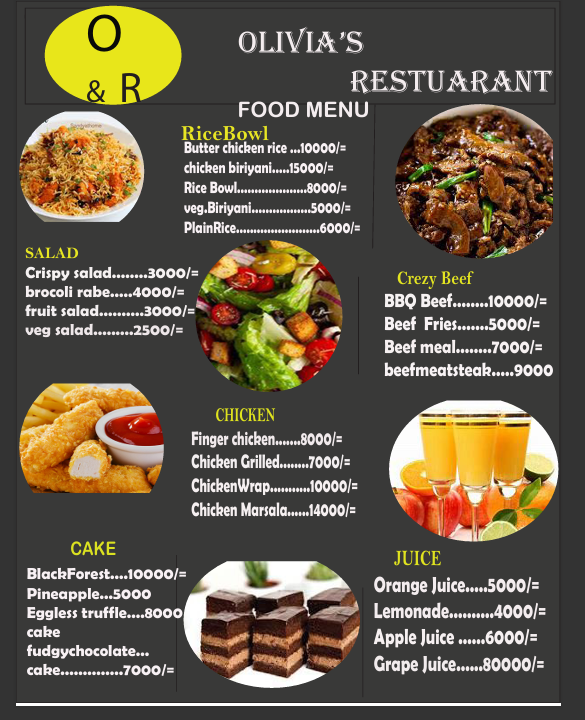 O
& R
OLIVIA'S
RESTUARANT
FOOD MENU
RiceBowl
Butter chicken rice ...10000/=
chicken biriyani.....15000/=
Rice Bowl.....................8000/=
veg.Biriyani..................5000/=
PlainRice.........................6000/=
SALAD
Crispy salad........3000/=
brocoli rabe.....4000/=
fruit salad..........3000/=
veg salad.........2500/=
Crezy Beef
BBQ Beef........10000/=
Beef Fries.......5000/=
Beef meal........7000/=
beefmeatsteak.....9000
CHICKEN
Finger chicken.......8000/=
Chicken Grilled........7000/=
ChickenWrap...........10000/=
Chicken Marsala......14000/=
CAKE
BlackForest....10000/=
Pineapple...5000
Eggless truffle....8000
cake
fudgychocolate...
cake..............7000/=
JUICE
Orange Juice.....5000/=
Lemonade..........4000/=
Apple Juice ......6000/=
Grape Juice......80000/=